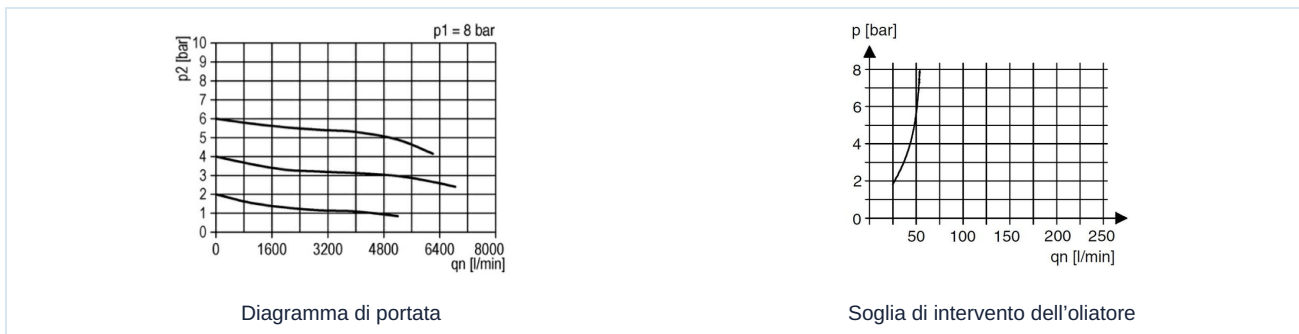 p1 = 8 bar
p2 [bar]
10
9
8
7
6
5
4
3
2
1
0
0 1600 3200 4800 6400 8000
qn [l/min]
Diagramma di portata
p [bar]
8
6
4
2
0
50 100 150 200 250
qn [l/min]
Soglia di intervento dell’oliatore